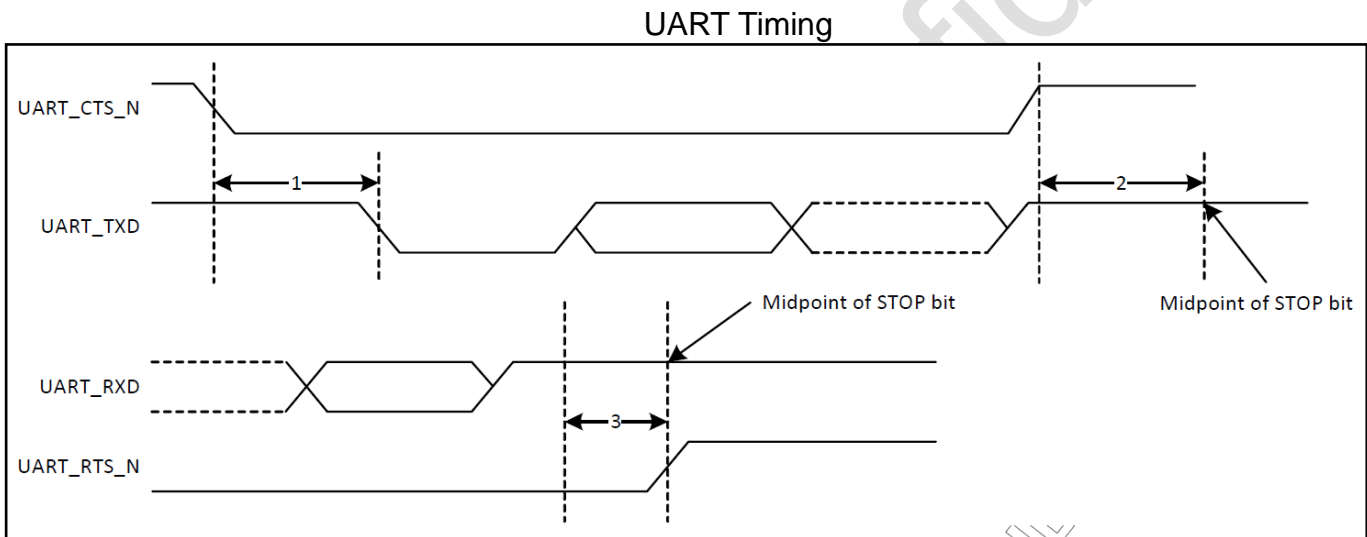 UART Timing
UART_CTS_N
1
2
UART_TXD
Midpoint of STOP bit
Midpoint of STOP bit
UART_RXD
3
UART_RTS_N